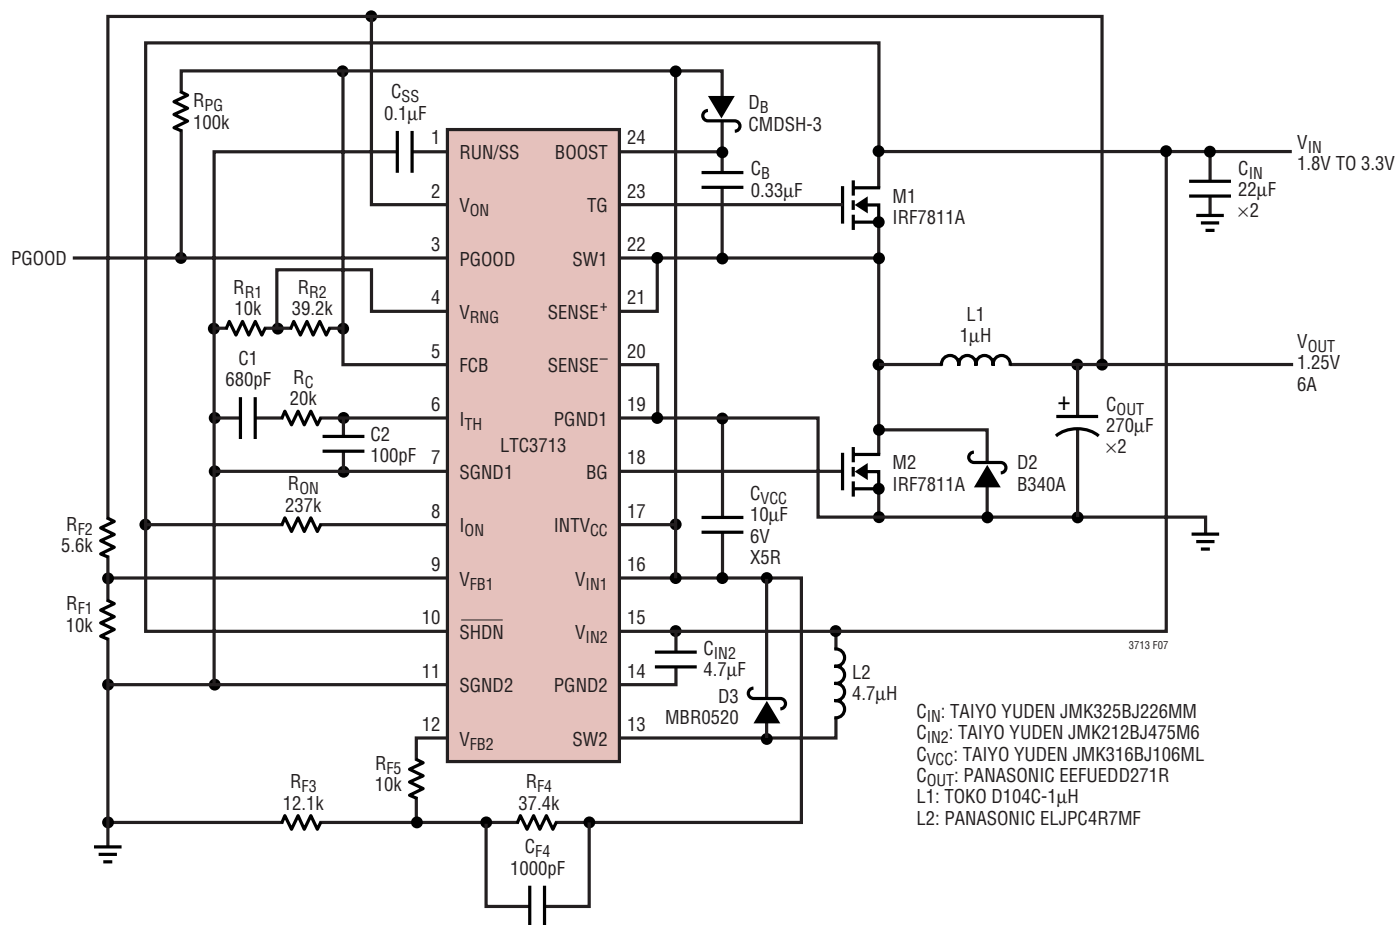 RPG
100k
CSS
0.1µF
DB
CMDSH-3
CB
0.33µF
VIN
1.8V TO 3.3V
CIN
22µF
×2
M1
IRF7811A
PGOOD
RR1
10k
RR2
39.2k
C1
680pF
RC
20k
C2
100pF
RON
237k
RF2
5.6k
RF1
10k
1
RUN/SS
2
VON
3
PGOOD
4
VRNG
5
FCB
6
ITH
7
SGND1
8
ION
9
VFB1
10
SHDN
11
SGND2
12
VFB2
LTC3713
24
BOOST
23
TG
22
SW1
21
SENSE+
20
SENSE–
19
PGND1
18
BG
17
INTVCC
16
VIN1
15
VIN2
14
PGND2
13
SW2
L1
1µH
VOUT
1.25V
6A
+
COUT
270µF
×2
M2
IRF7811A
D2
B340A
CVCC
10µF
6V
X5R
CIN2
4.7µF
D3
MBR0520
L2
4.7µH
3713 F07
RF3
12.1k
RF5
10k
RF4
37.4k
CF4
1000pF
CIN: TAIYO YUDEN JMK325BJ226MM
CIN2: TAIYO YUDEN JMK212BJ475M6
CVCC: TAIYO YUDEN JMK316BJ106ML
COUT: PANASONIC EEFUEDD271R
L1: TOKO D104C-1µH
L2: PANASONIC ELJPC4R7MF